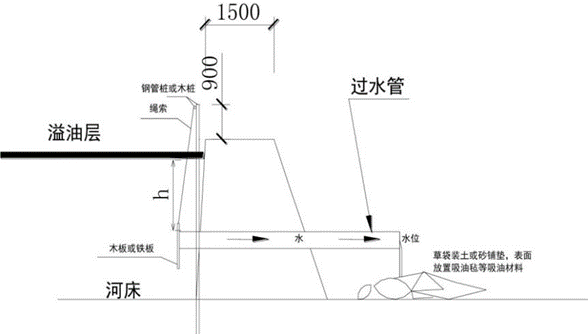 1500
900
钢管桩或木桩
绳索
过水管
溢油层
h
水
水位
木板或铁板
草袋装土或砂铺垫，表面
放置吸油毡等吸油材料
河床